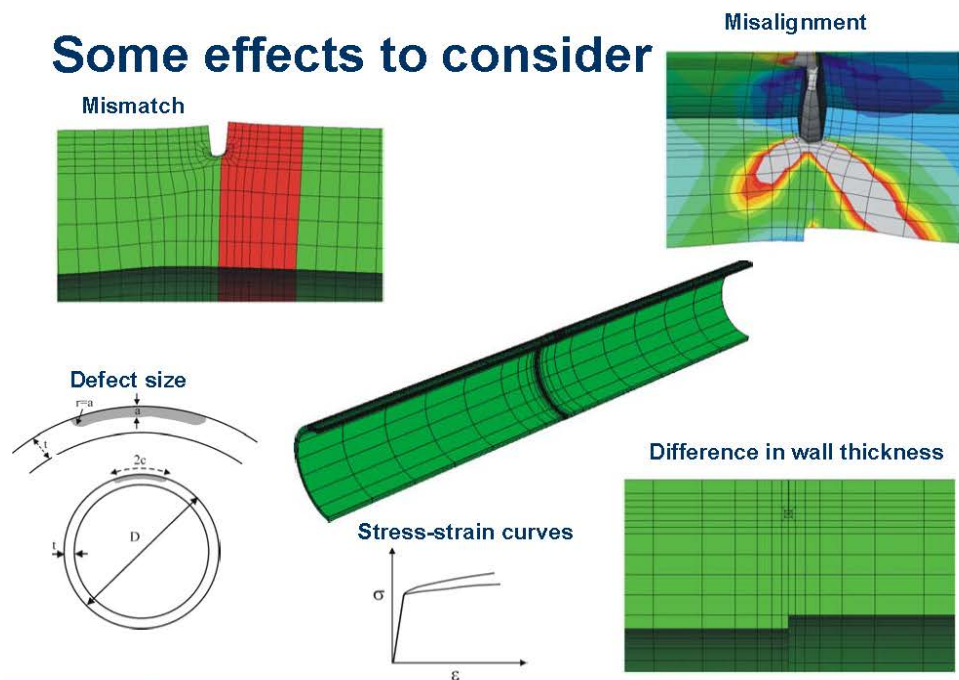 Some effects to consider
Misalignment
Mismatch
Defect size
r=a
a
t
2c
D
t
Stress-strain curves
σ
ε
Difference in wall thickness